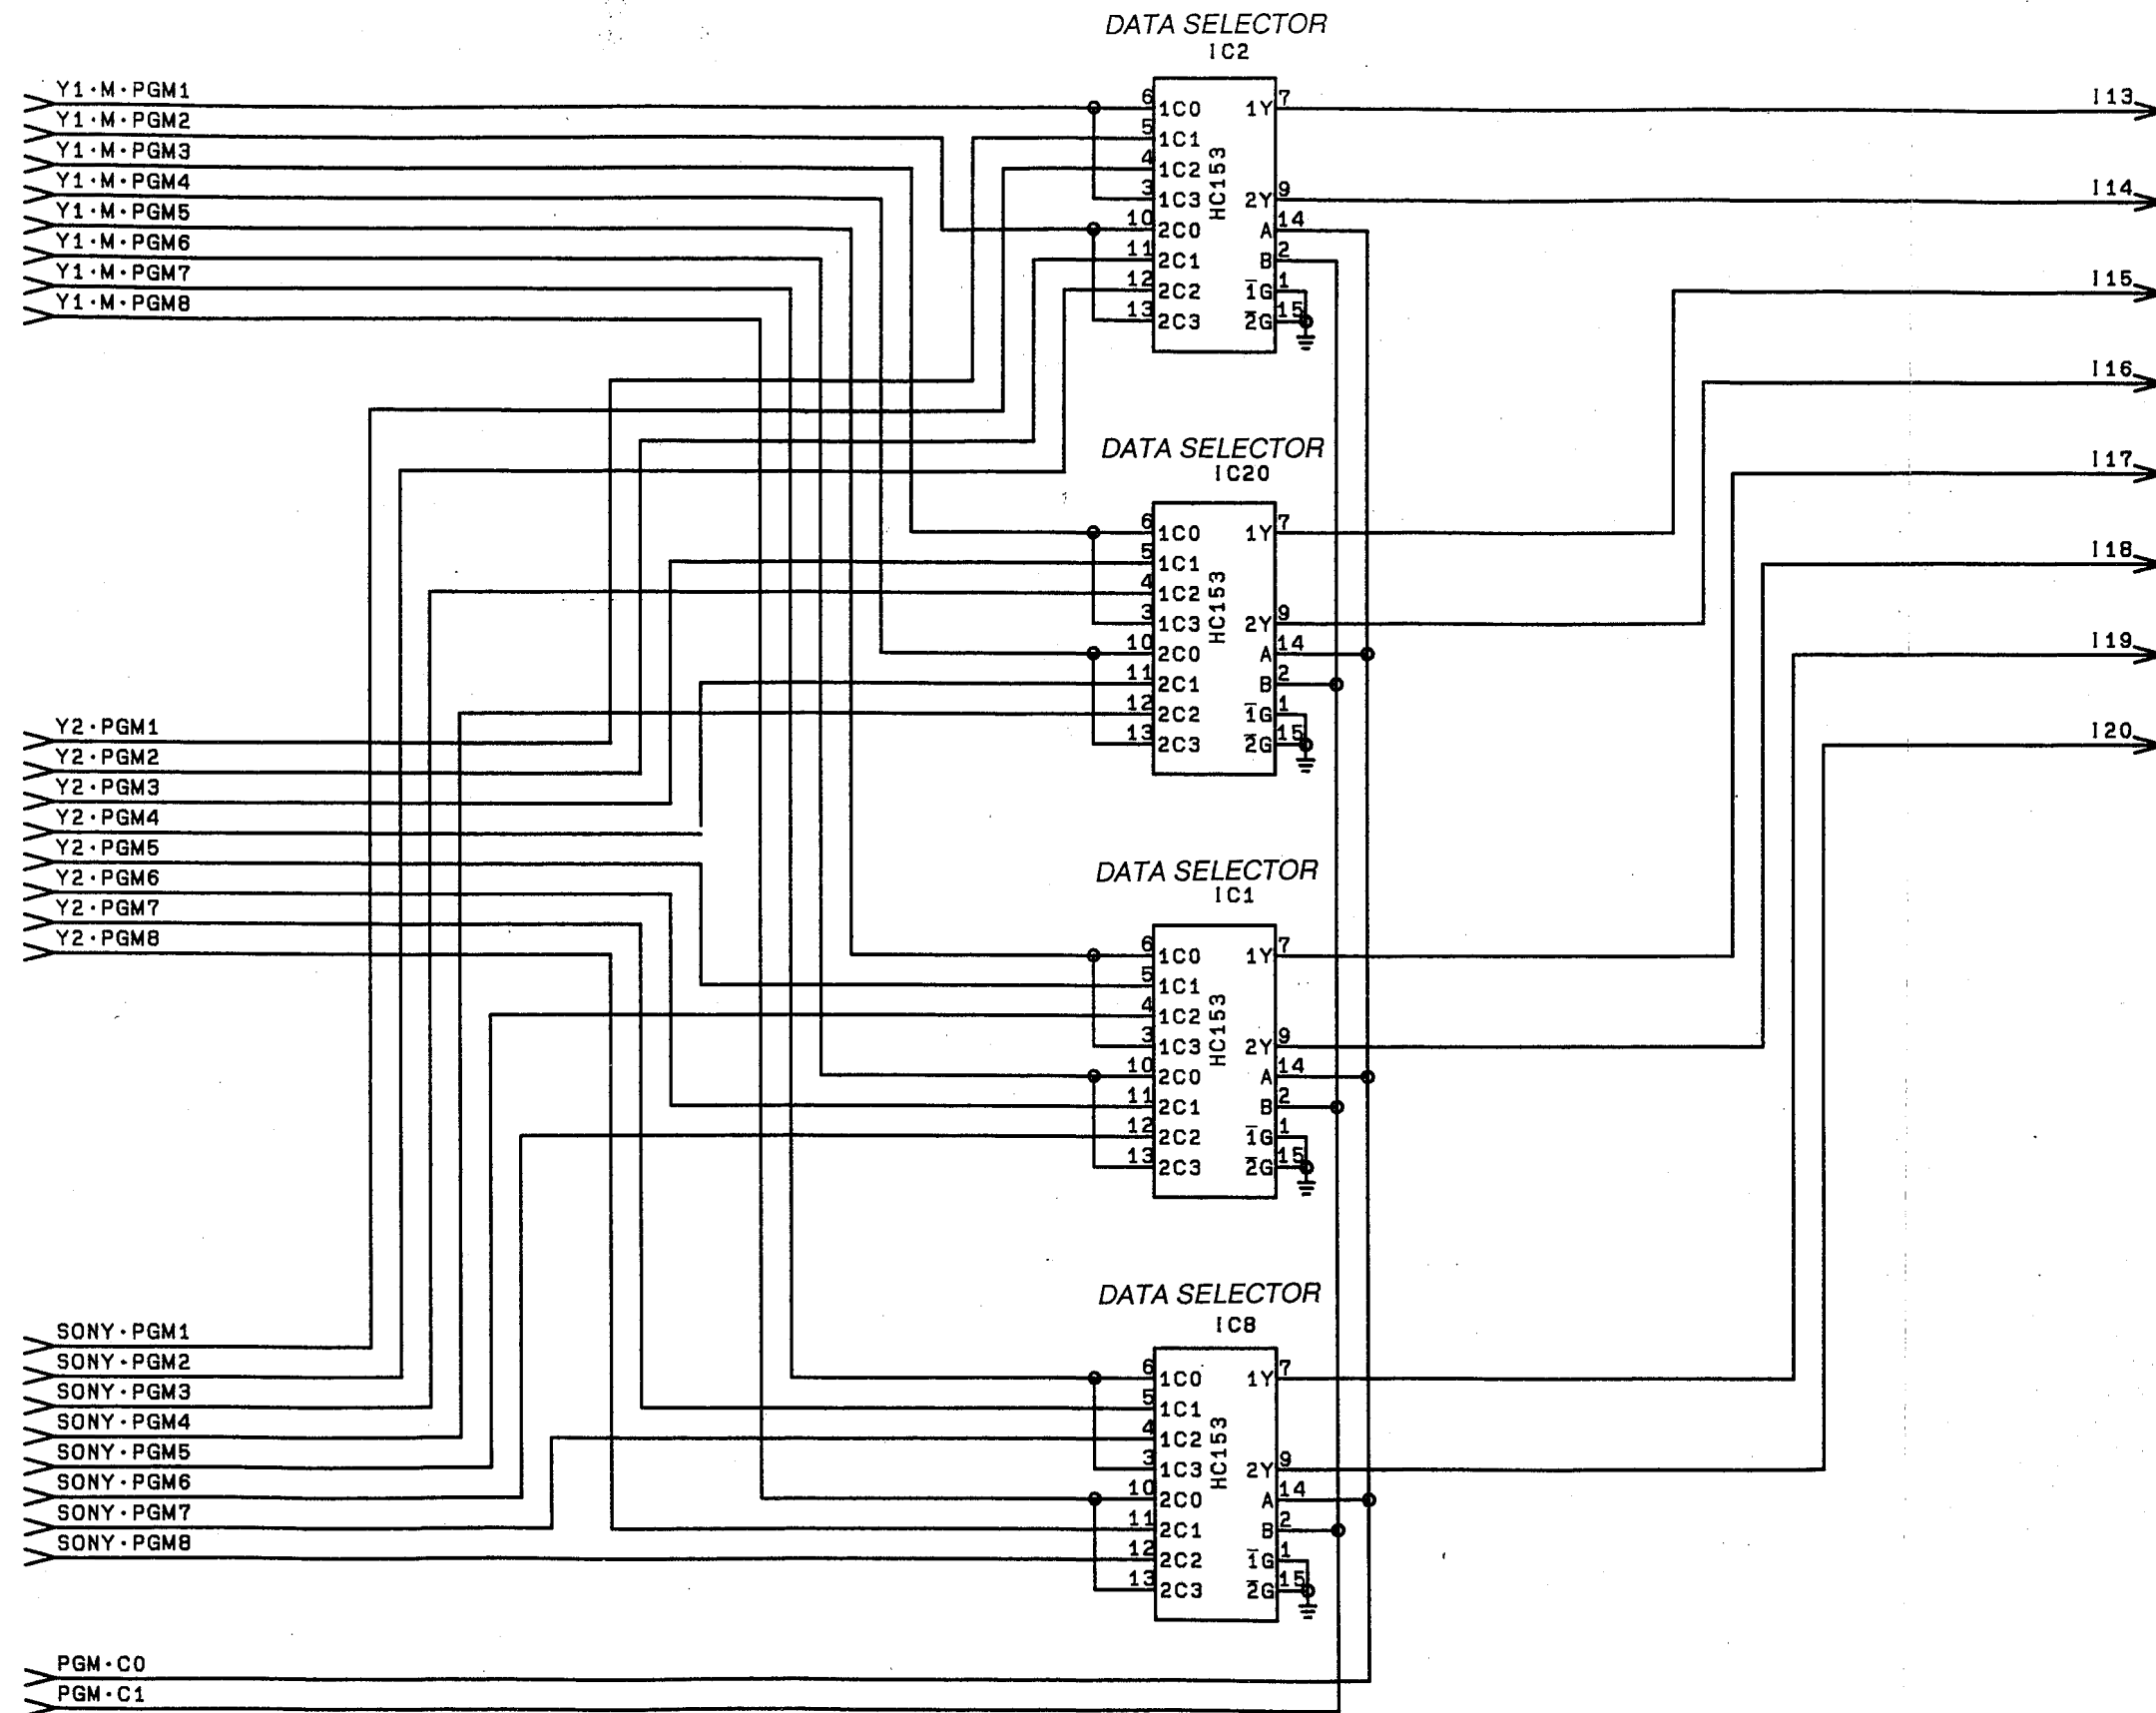 DATA SELECTOR
IC2
Y1·M·PGM1
Y1·M·PGM2
Y1·M·PGM3
Y1·M·PGM4
Y1·M·PGM5
Y1·M·PGM6
Y1·M·PGM7
Y1·M·PGM8
6 1C0 1Y 7
5 1C1
4 1C2
3 1C3 2Y 9
10 2C0 A 14
11 2C1 B 2
12 2C2 1G 1
13 2C3 2G 15
HC153
I13
I14
I15
I16
I17
I18
I19
I20
DATA SELECTOR
IC20
6 1C0 1Y 7
5 1C1
4 1C2
3 1C3 2Y 9
10 2C0 A 14
11 2C1 B 2
12 2C2 1G 1
13 2C3 2G 15
HC153
Y2·PGM1
Y2·PGM2
Y2·PGM3
Y2·PGM4
Y2·PGM5
Y2·PGM6
Y2·PGM7
Y2·PGM8
DATA SELECTOR
IC1
6 1C0 1Y 7
5 1C1
4 1C2
3 1C3 2Y 9
10 2C0 A 14
11 2C1 B 2
12 2C2 1G 1
13 2C3 2G 15
HC153
DATA SELECTOR
IC8
6 1C0 1Y 7
5 1C1
4 1C2
3 1C3 2Y 9
10 2C0 A 14
11 2C1 B 2
12 2C2 1G 1
13 2C3 2G 15
HC153
SONY·PGM1
SONY·PGM2
SONY·PGM3
SONY·PGM4
SONY·PGM5
SONY·PGM6
SONY·PGM7
SONY·PGM8
PGM·C0
PGM·C1